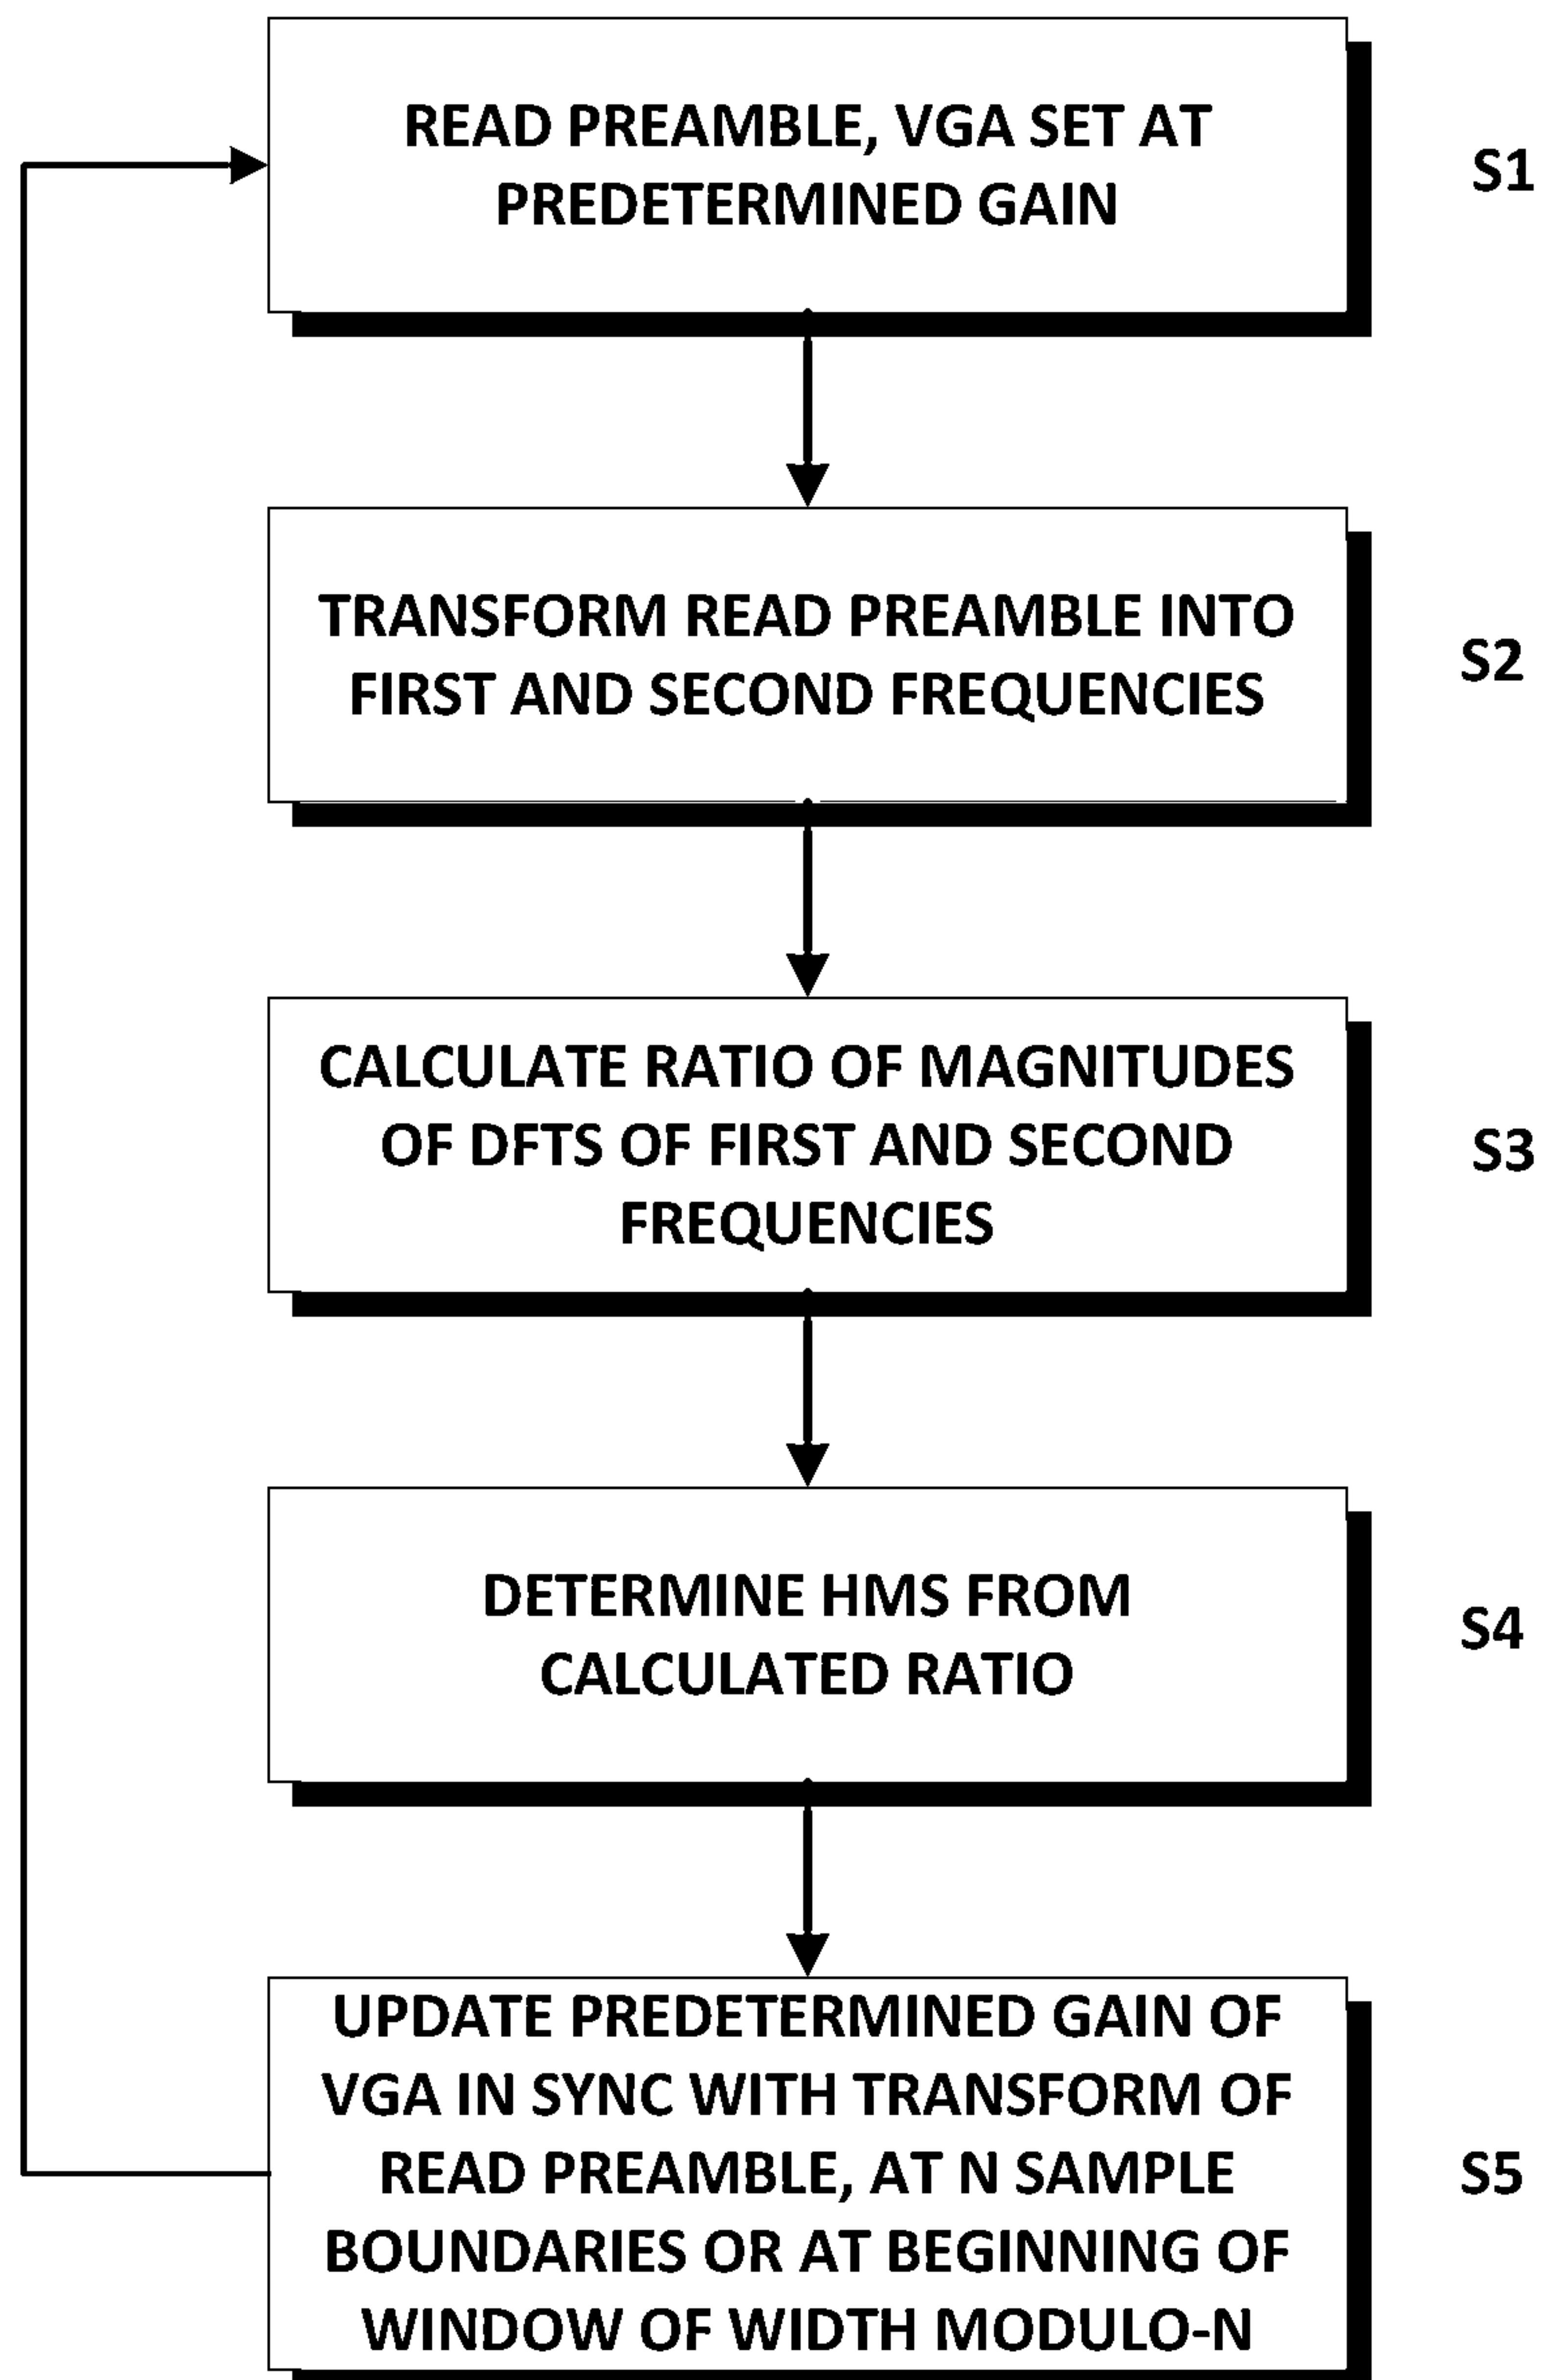 READ PREAMBLE, VGA SET AT
PREDETERMINED GAIN
S1
TRANSFORM READ PREAMBLE INTO
FIRST AND SECOND FREQUENCIES
S2
CALCULATE RATIO OF MAGNITUDES
OF DFTS OF FIRST AND SECOND
FREQUENCIES
S3
DETERMINE HMS FROM
CALCULATED RATIO
S4
UPDATE PREDETERMINED GAIN OF
VGA IN SYNC WITH TRANSFORM OF
READ PREAMBLE, AT N SAMPLE
BOUNDARIES OR AT BEGINNING OF
WINDOW OF WIDTH MODULO-N
S5